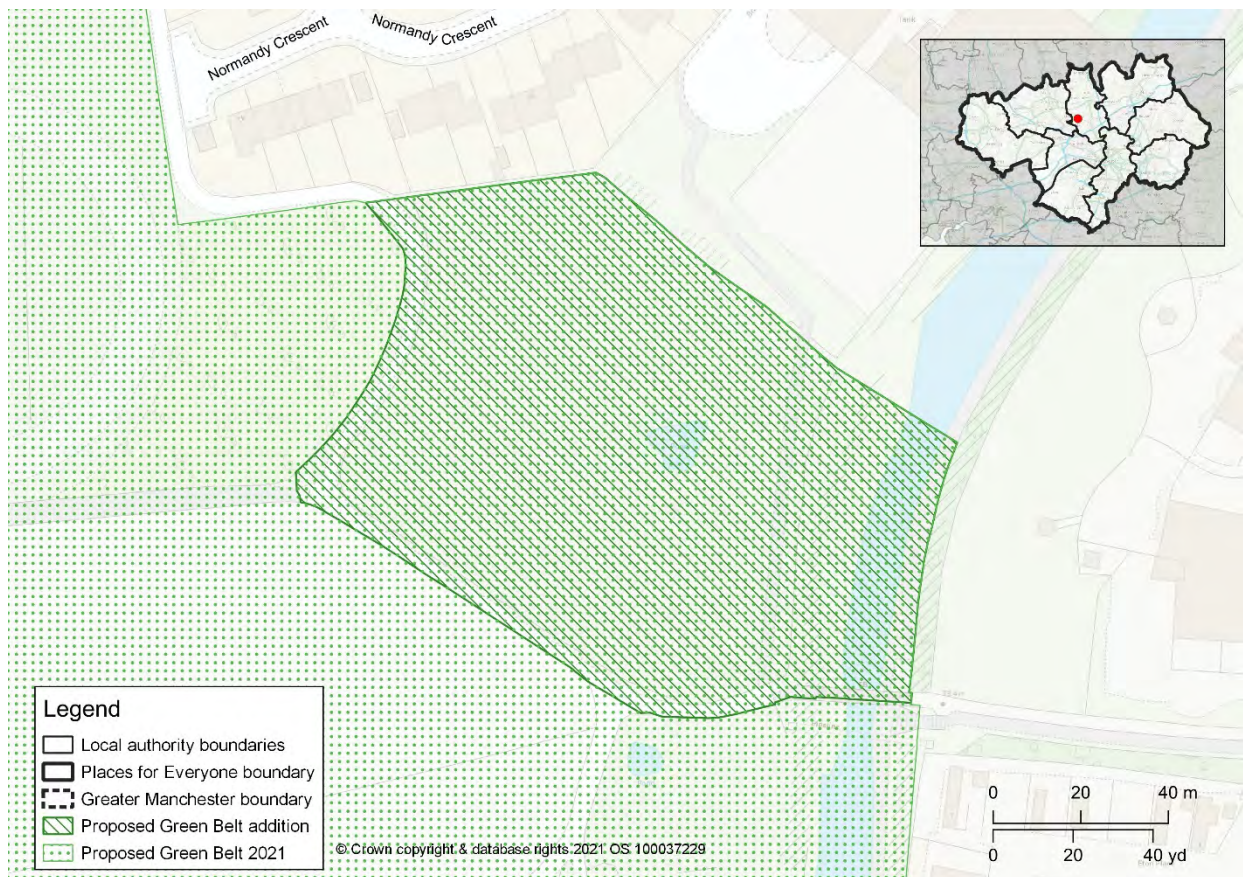 Normandy Crescent
Normandy Crescent
Tank
Legend
Local authority boundaries
Places for Everyone boundary
Greater Manchester boundary
Proposed Green Belt addition
Proposed Green Belt 2021
© Crown copyright & database rights 2021 OS 100037229
0 20 40 m
0 20 40 yd